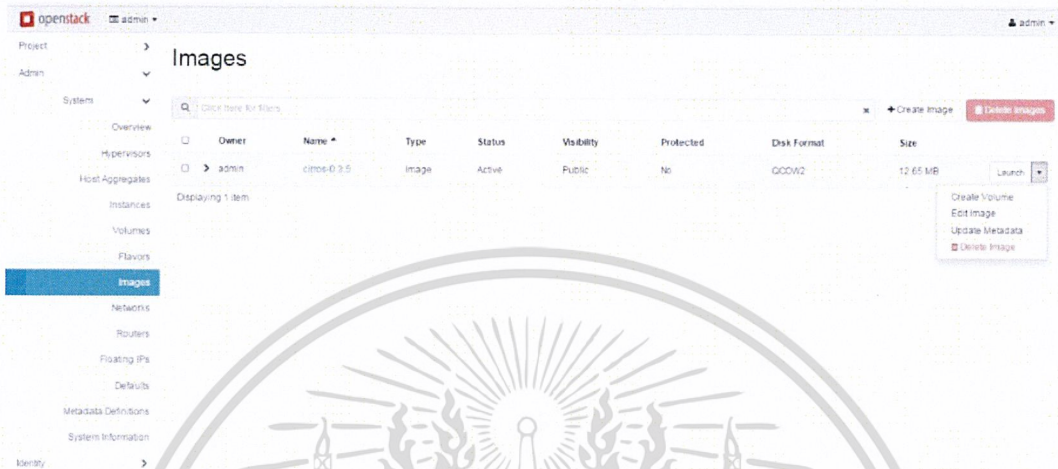 openstack admin admin
Project
Images
Admin
System
Click here for filters
Create Image Delete Images
Overview
Owner Name Type Status Visibility Protected Disk Format Size
Hypervisors
admin cirros-0.3.5 Image Active Public No QCOW2 12.65 MB Launch
Host Aggregates
Displaying 1 item
Create Volume
Instances
Edit Image
Volumes
Update Metadata
Flavors
Delete Image
Images
Networks
Routers
Floating IPs
Defaults
Metadata Definitions
System Information
Identity